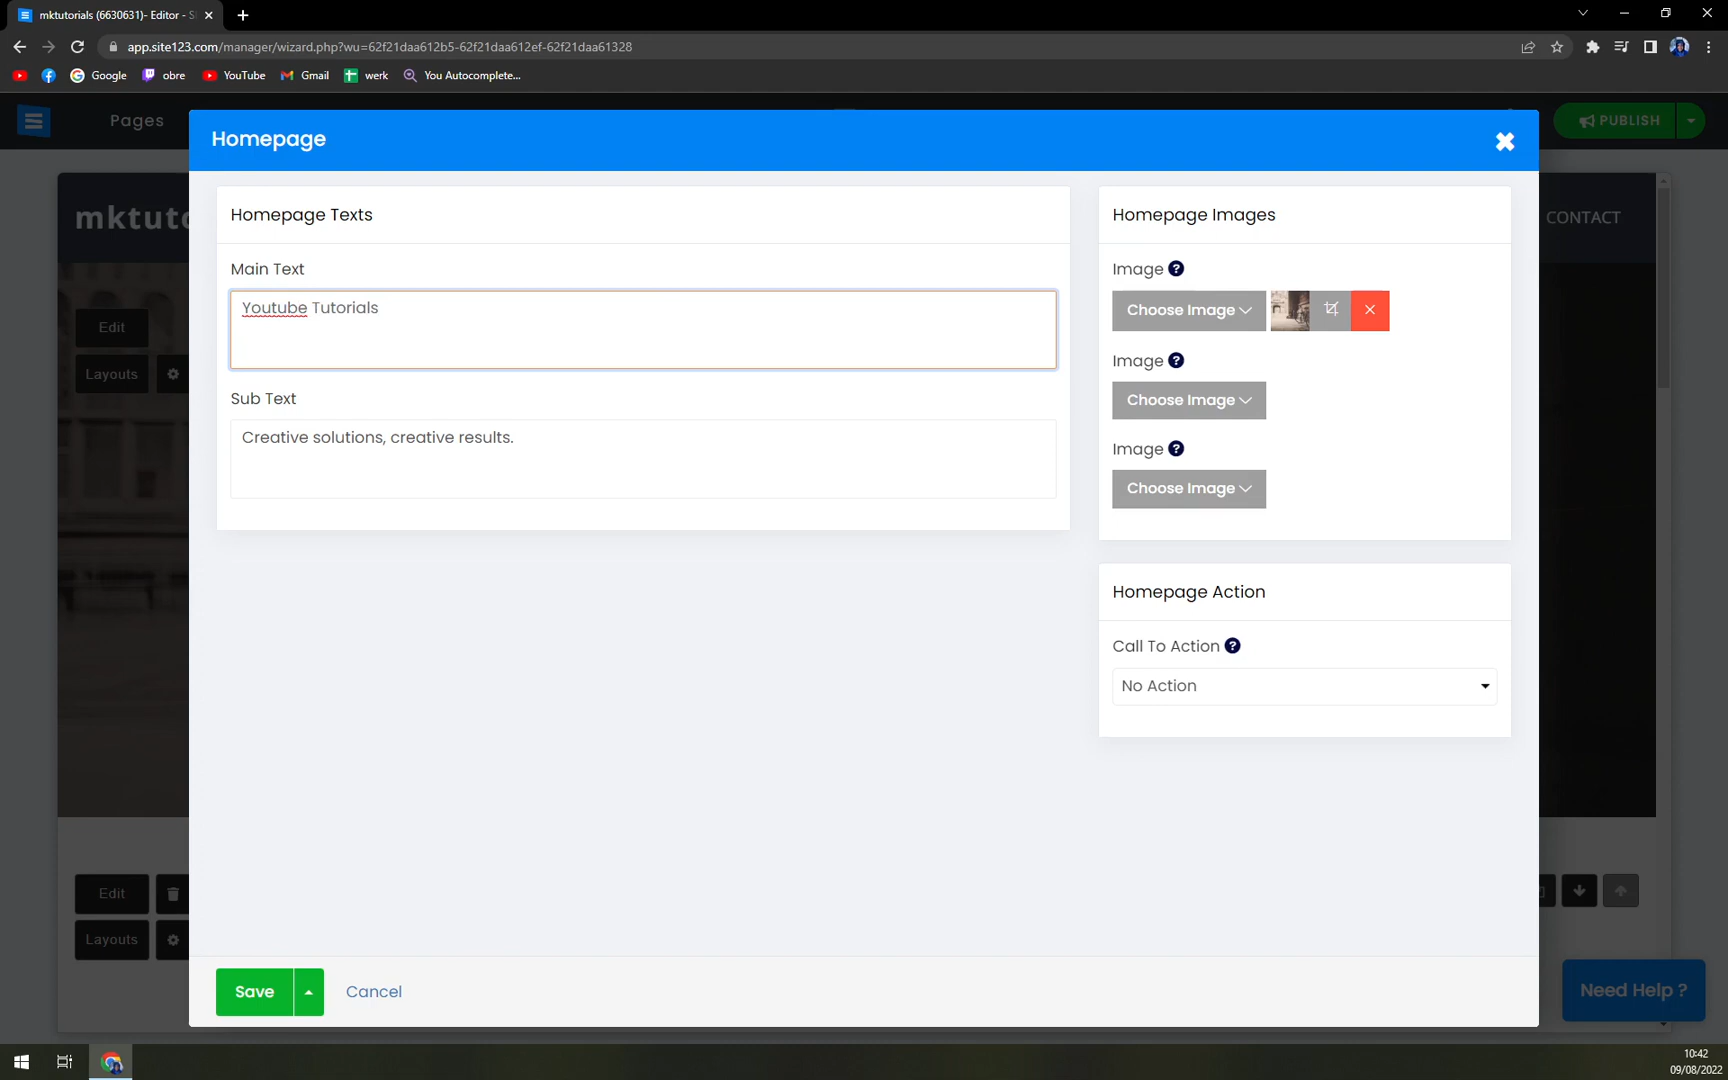 mktutorials (6630631)- Editor - S
app.site123.com/manager/wizard.php?wu=62f21daa612b5-62f21daa612ef-62f21daa61328
Google obre YouTube Gmail werk You Autocomplete...
Pages
PUBLISH
Homepage
mktuto
CONTACT
Homepage Texts
Homepage Images
Main Text
Image ?
Youtube Tutorials
Choose Image
Edit
Image ?
Layouts
Sub Text
Choose Image
Creative solutions, creative results.
Image ?
Choose Image
Homepage Action
Call To Action ?
No Action
Edit
Layouts
Save
Cancel
Need Help ?
10:42
09/08/2022